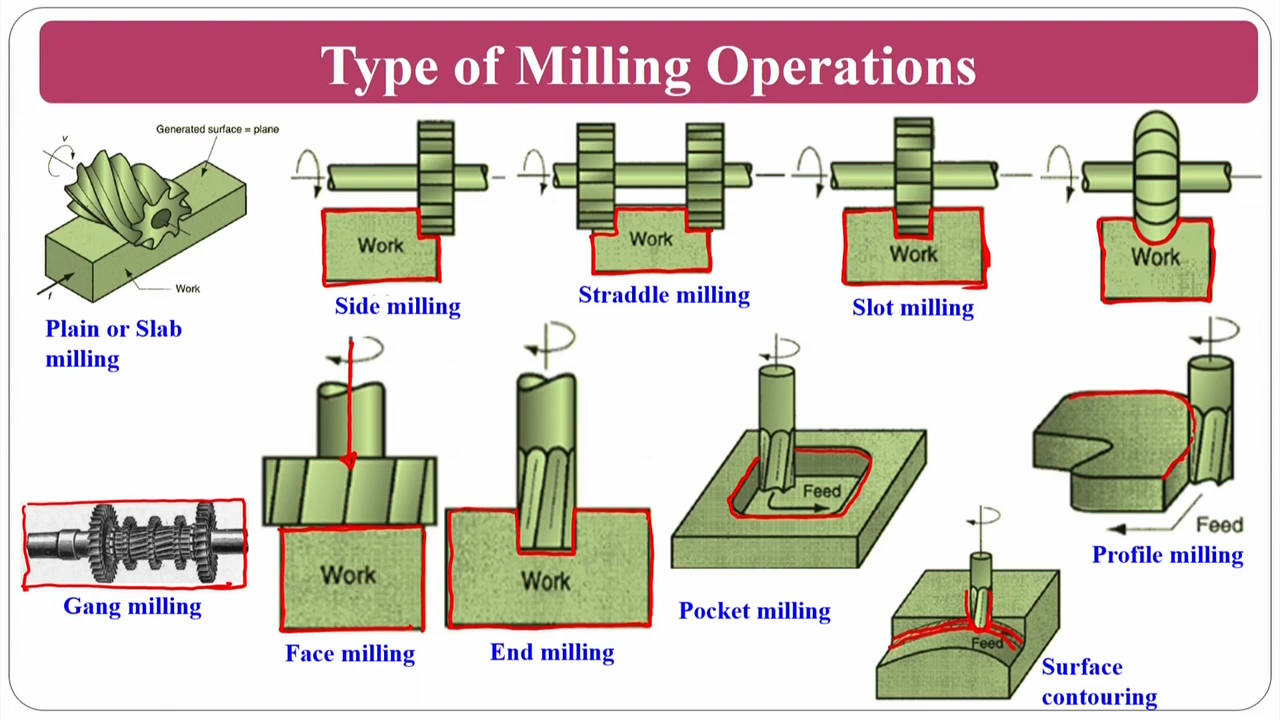 Type of Milling Operations
Generated surface = plane
v
f
Work
Plain or Slab
milling
Work
Side milling
Work
Straddle milling
Work
Slot milling
Work
Gang milling
Work
Face milling
Work
End milling
Feed
Pocket milling
Feed
Profile milling
Feed
Surface
contouring